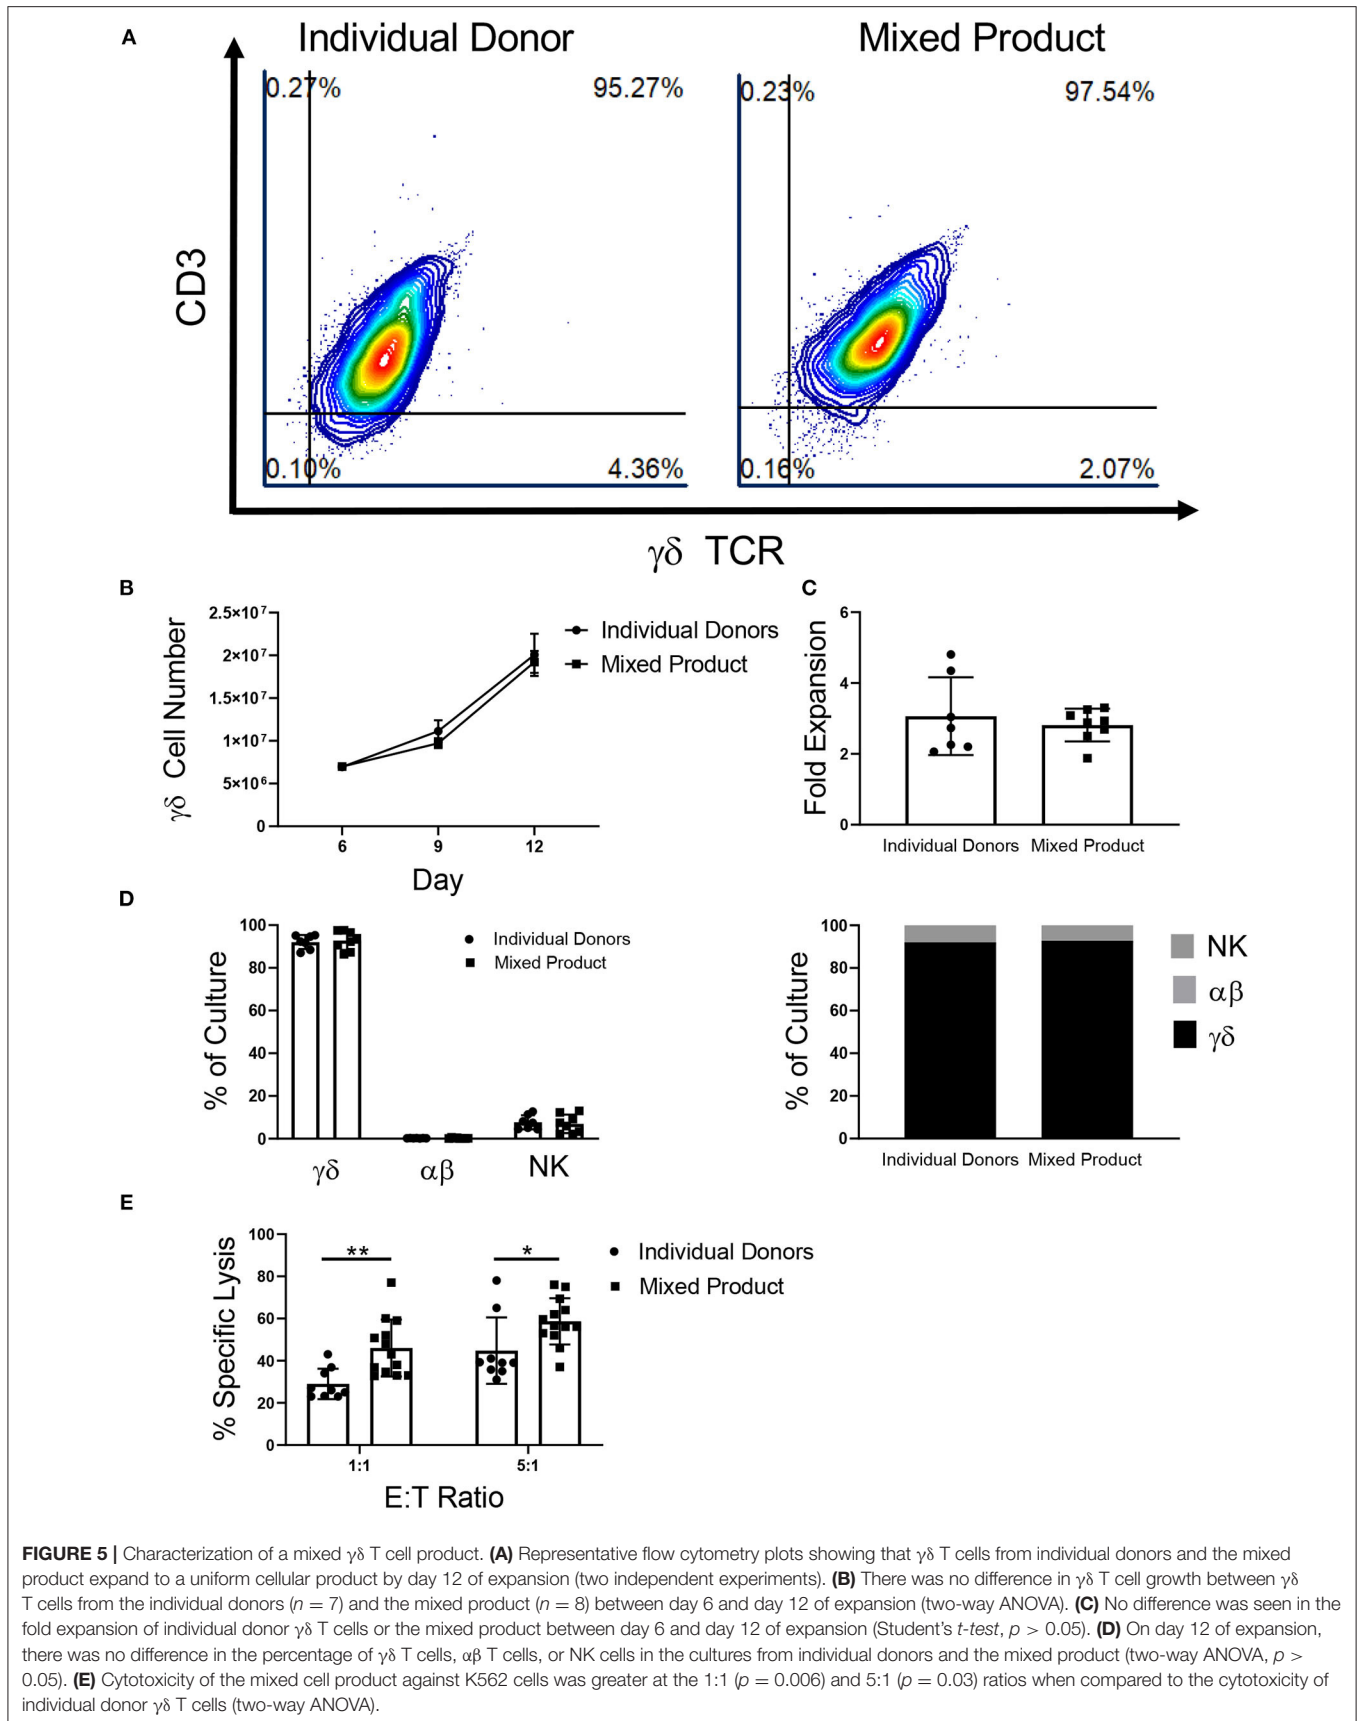 A
Individual Donor
Mixed Product
0.27%
95.27%
0.23%
97.54%
CD3
0.10%
4.36%
0.16%
2.07%
γδ TCR
B
2.5×10⁷
2×10⁷
1.5×10⁷
1×10⁷
5×10⁶
0
γδ Cell Number
6
9
12
Day
Individual Donors
Mixed Product
C
6
4
2
0
Fold Expansion
Individual Donors
Mixed Product
D
100
80
60
40
20
0
% of Culture
γδ
αβ
NK
Individual Donors
Mixed Product
100
80
60
40
20
0
% of Culture
Individual Donors
Mixed Product
NK
αβ
γδ
E
100
80
60
40
20
0
% Specific Lysis
**
*
1:1
5:1
E:T Ratio
Individual Donors
Mixed Product
FIGURE 5 | Characterization of a mixed γδ T cell product. (A) Representative flow cytometry plots showing that γδ T cells from individual donors and the mixed
product expand to a uniform cellular product by day 12 of expansion (two independent experiments). (B) There was no difference in γδ T cell growth between γδ
T cells from the individual donors (n = 7) and the mixed product (n = 8) between day 6 and day 12 of expansion (two-way ANOVA). (C) No difference was seen in the
fold expansion of individual donor γδ T cells or the mixed product between day 6 and day 12 of expansion (Student's t-test, p > 0.05). (D) On day 12 of expansion,
there was no difference in the percentage of γδ T cells, αβ T cells, or NK cells in the cultures from individual donors and the mixed product (two-way ANOVA, p >
0.05). (E) Cytotoxicity of the mixed cell product against K562 cells was greater at the 1:1 (p = 0.006) and 5:1 (p = 0.03) ratios when compared to the cytotoxicity of
individual donor γδ T cells (two-way ANOVA).